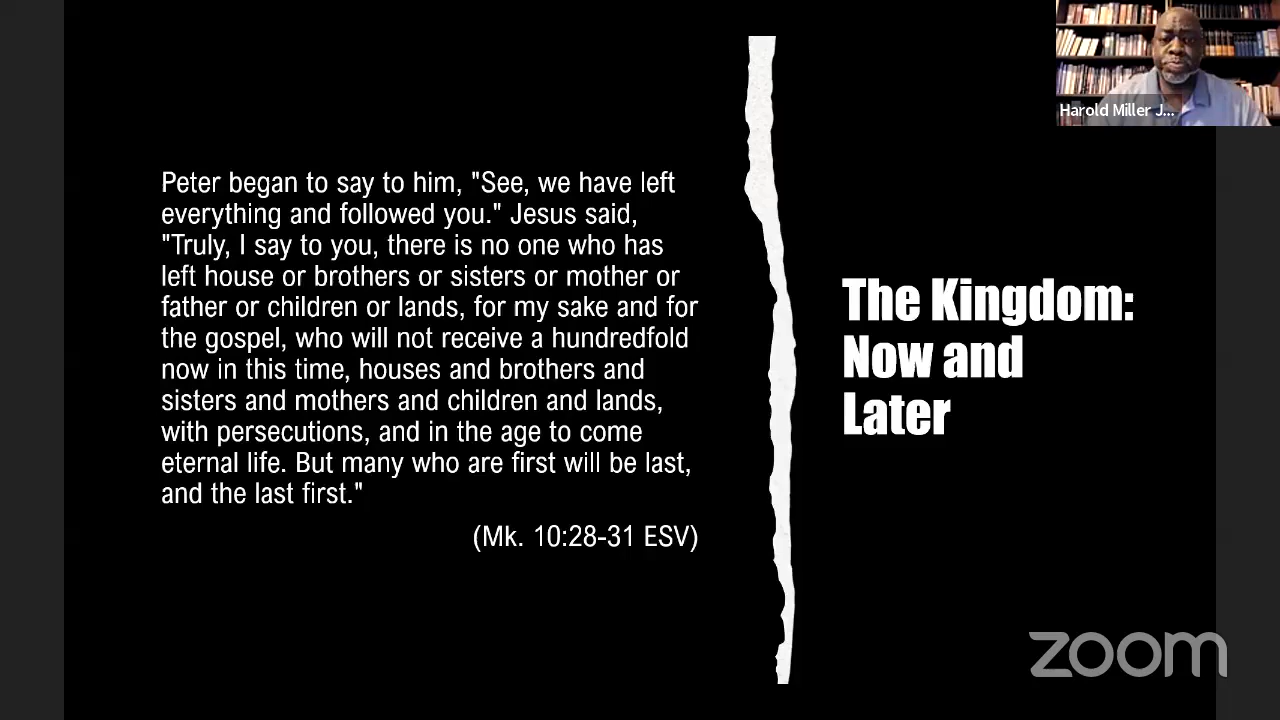 Peter began to say to him, "See, we have left
everything and followed you." Jesus said,
"Truly, I say to you, there is no one who has
left house or brothers or sisters or mother or
father or children or lands, for my sake and for
the gospel, who will not receive a hundredfold
now in this time, houses and brothers and
sisters and mothers and children and lands,
with persecutions, and in the age to come
eternal life. But many who are first will be last,
and the last first."
(Mk. 10:28-31 ESV)
The Kingdom:
Now and
Later
Harold Miller J...
zoom